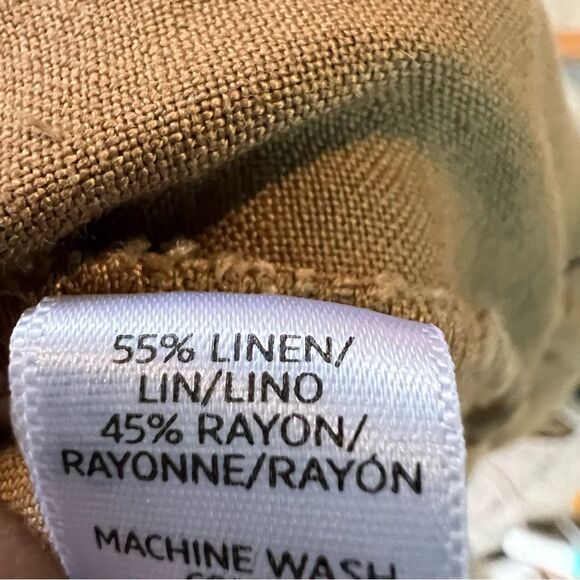 55% LINEN/
LIN/LINO
45% RAYON/
RAYONNE/RAYÓN
MACHINE WASH